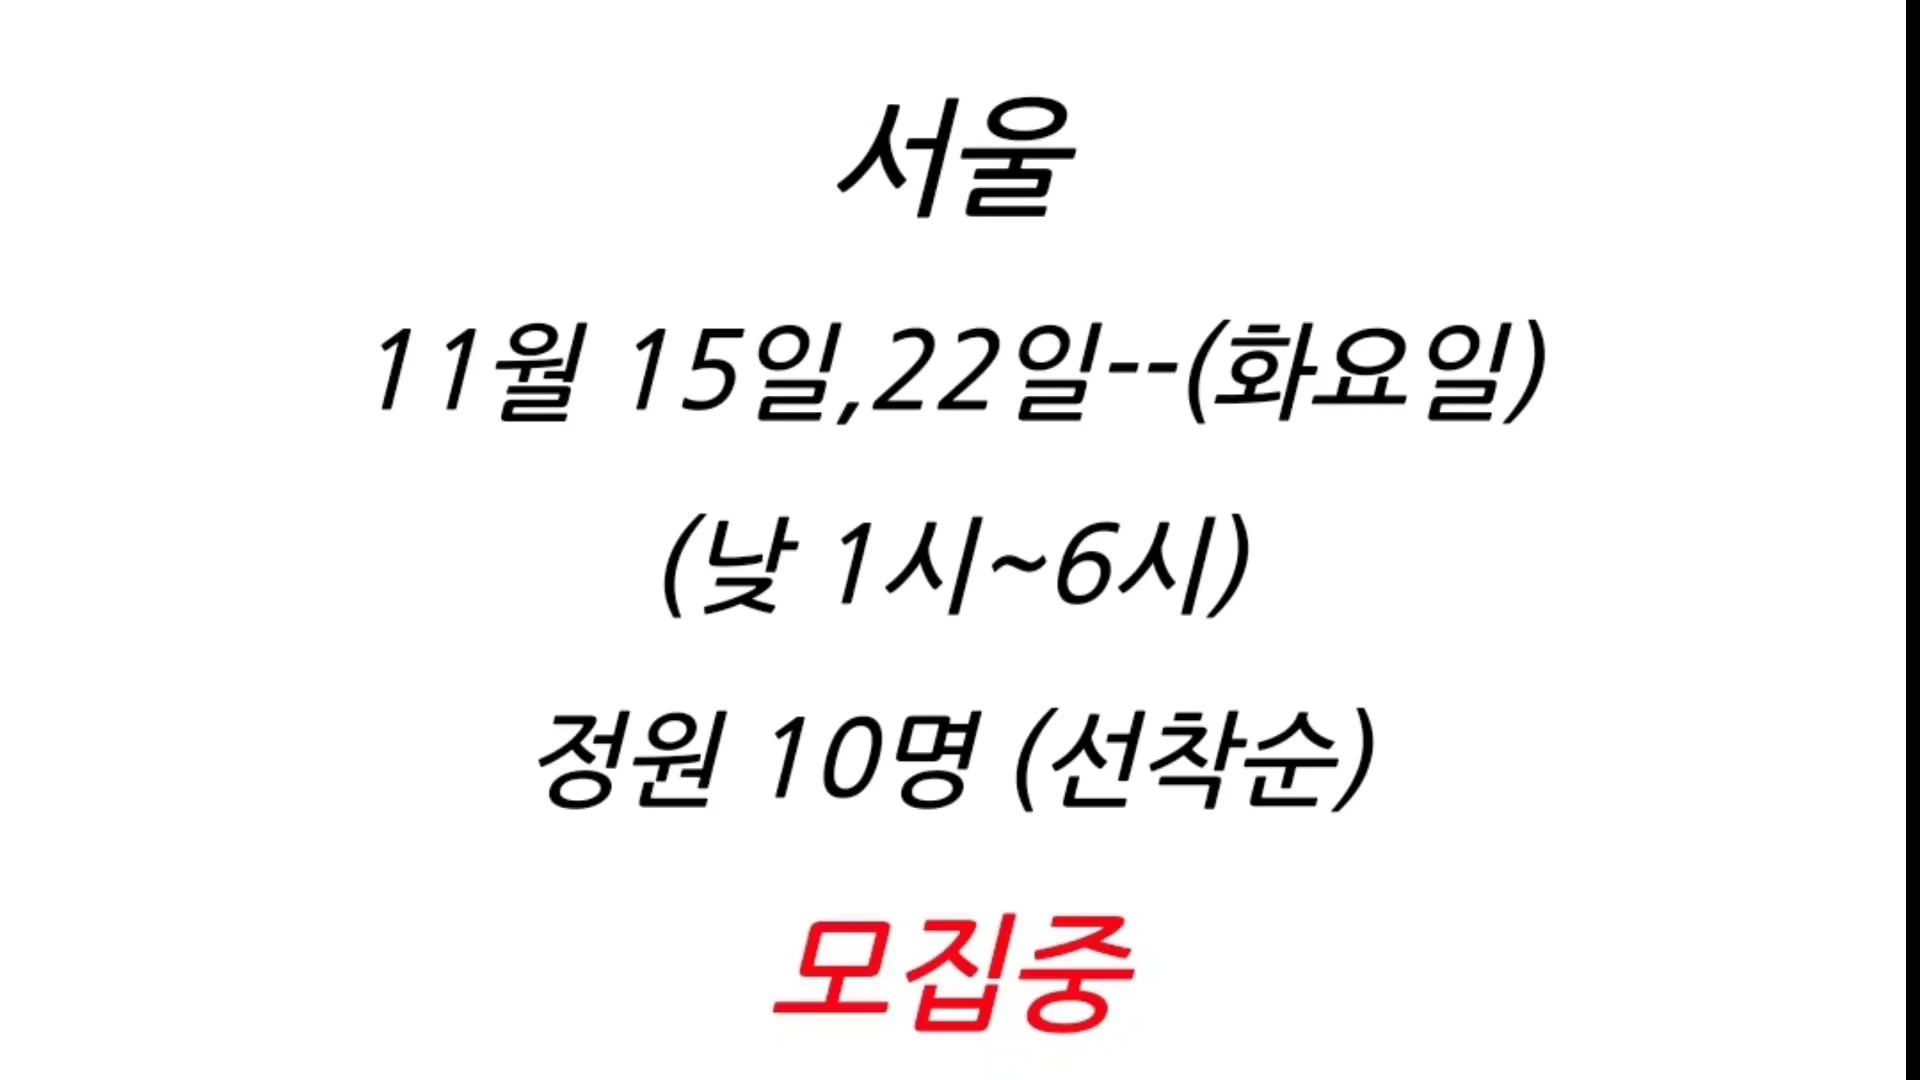 서울
11월 15일,22일--(화요일)
(낮 1시~6시)
정원 10명 (선착순)
모집중